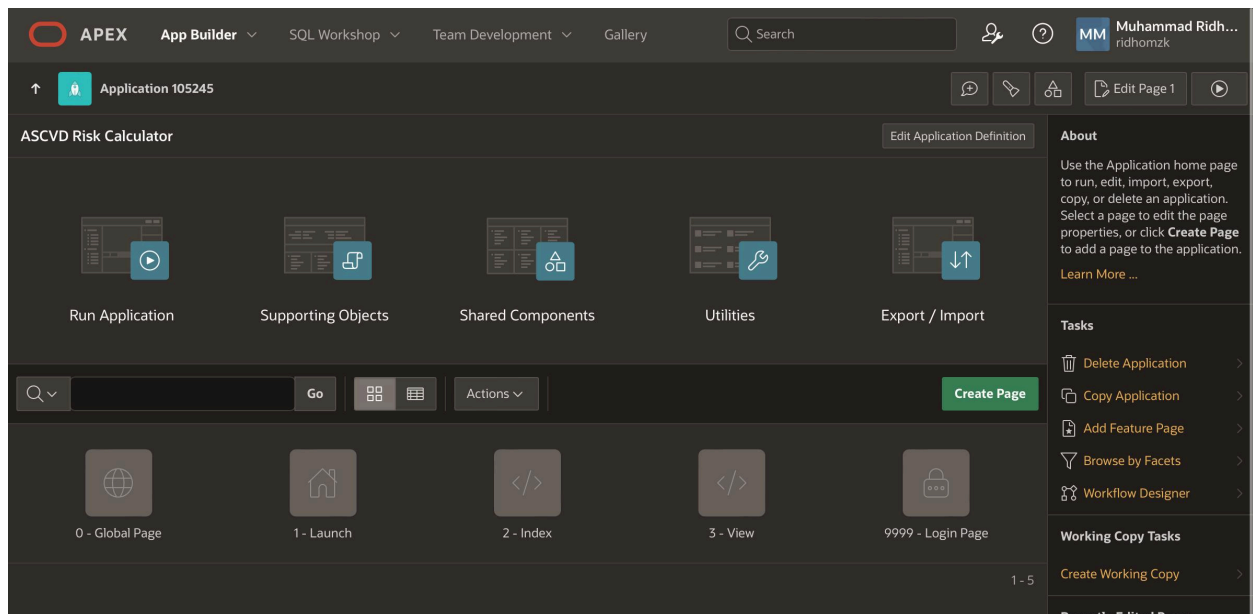 APEX App Builder SQL Workshop Team Development Gallery Search Muhammad Ridh...
MM ridhomzk
Application 105245 Edit Page 1
ASCVD Risk Calculator Edit Application Definition
Run Application Supporting Objects Shared Components Utilities Export / Import
Go Actions Create Page
0 - Global Page 1 - Launch 2 - Index 3 - View 9999 - Login Page
1 - 5
About
Use the Application home page
to run, edit, import, export,
copy, or delete an application.
Select a page to edit the page
properties, or click Create Page
to add a page to the application.
Learn More ...
Tasks
Delete Application
Copy Application
Add Feature Page
Browse by Facets
Workflow Designer
Working Copy Tasks
Create Working Copy